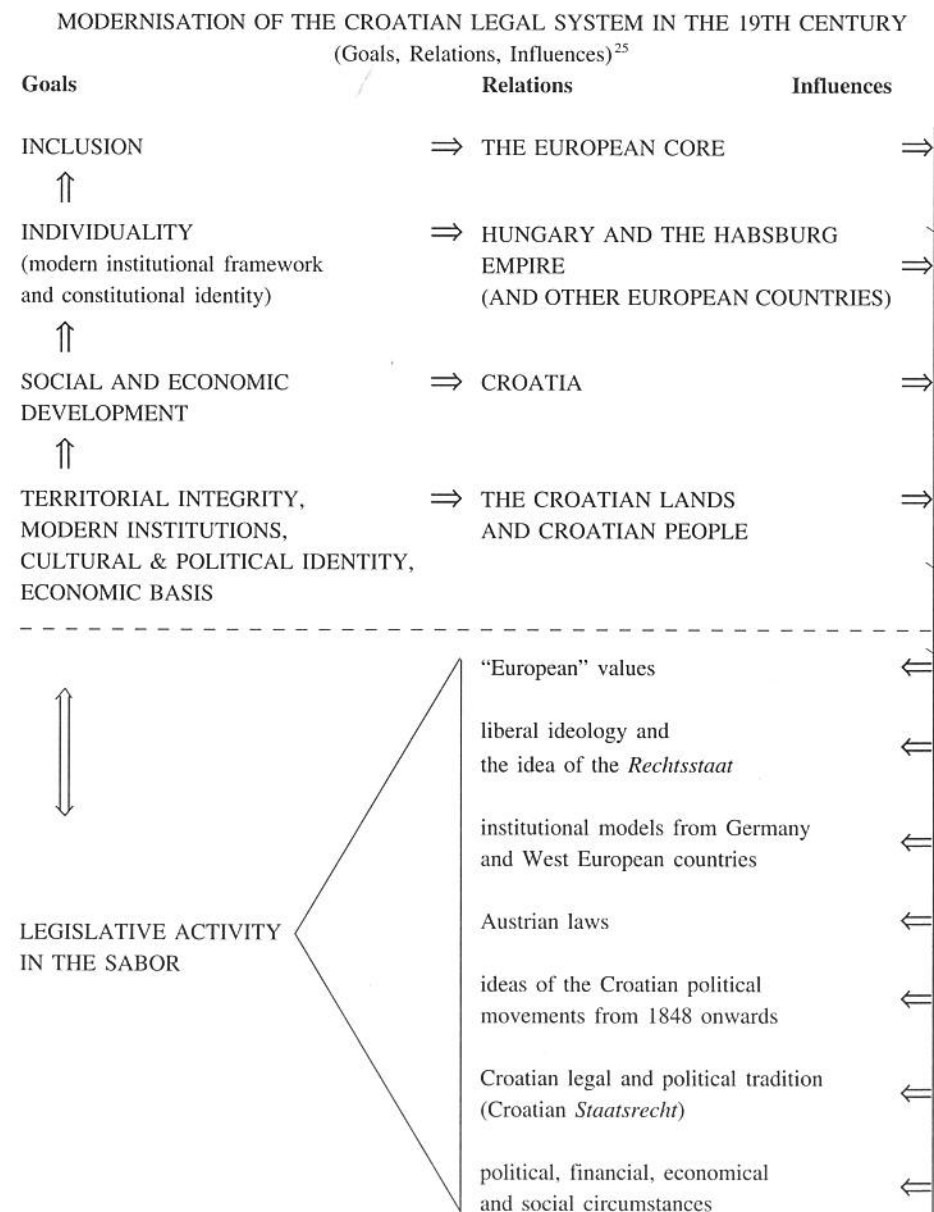 MODERNISATION OF THE CROATIAN LEGAL SYSTEM IN THE 19TH CENTURY
(Goals, Relations, Influences)25
Goals Relations Influences
INCLUSION ⇒ THE EUROPEAN CORE ⇒
⇑
INDIVIDUALITY ⇒ HUNGARY AND THE HABSBURG
(modern institutional framework EMPIRE ⇒
and constitutional identity) (AND OTHER EUROPEAN COUNTRIES)
⇑
SOCIAL AND ECONOMIC ⇒ CROATIA ⇒
DEVELOPMENT
⇑
TERRITORIAL INTEGRITY, ⇒ THE CROATIAN LANDS ⇒
MODERN INSTITUTIONS, AND CROATIAN PEOPLE
CULTURAL & POLITICAL IDENTITY,
ECONOMIC BASIS
"European" values ⇐
liberal ideology and
the idea of the Rechtsstaat ⇐
institutional models from Germany
and West European countries ⇐
LEGISLATIVE ACTIVITY
IN THE SABOR
Austrian laws ⇐
ideas of the Croatian political
movements from 1848 onwards ⇐
Croatian legal and political tradition
(Croatian Staatsrecht) ⇐
political, financial, economical
and social circumstances ⇐